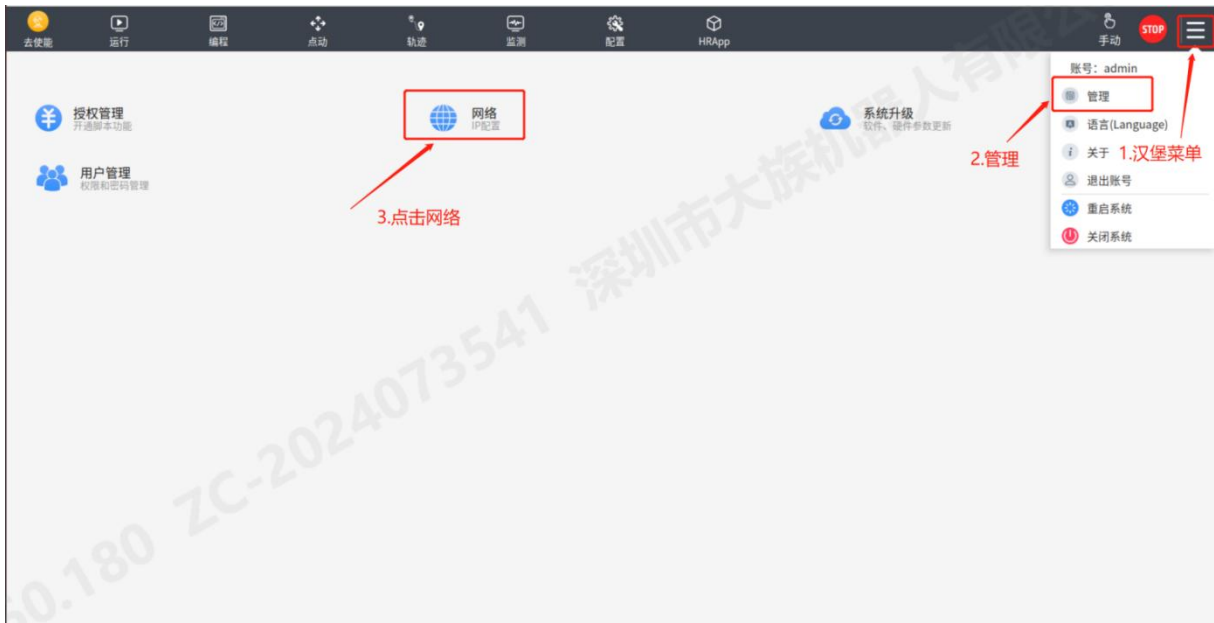 去使能
运行
编程
点动
轨迹
监测
配置
HRApp
手动
STOP
账号：admin
管理
语言(Language)
关于
退出账号
重启系统
关闭系统
1.汉堡菜单
2.管理
授权管理
开通脚本功能
网络
IP配置
系统升级
软件、硬件参数更新
用户管理
权限和密码管理
3.点击网络
60.180 ZC-2024073541 深圳市大族机器人有限公